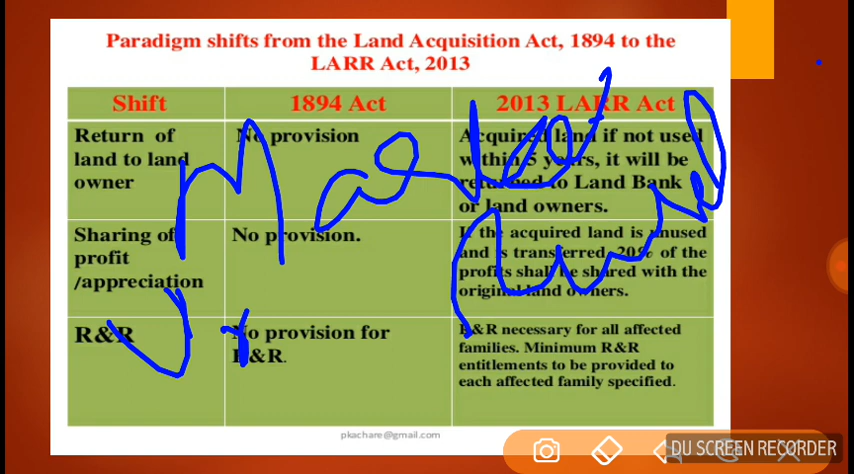 Paradigm shifts from the Land Acquisition Act, 1894 to the
LARR Act, 2013
Shift
1894 Act
2013 LARR Act
Return of
land to land
owner
No provision
Acquired land if not used
within 5 years, it will be
returned to Land Bank
or land owners.
Sharing of
profit
/appreciation
No provision.
If the acquired land is unused
and is transferred, 20% of the
profits shall be shared with the
original land owners.
R&R
No provision for
R&R.
R&R necessary for all affected
families. Minimum R&R
entitlements to be provided to
each affected family specified.
pkachare@gmail.com
DU SCREEN RECORDER